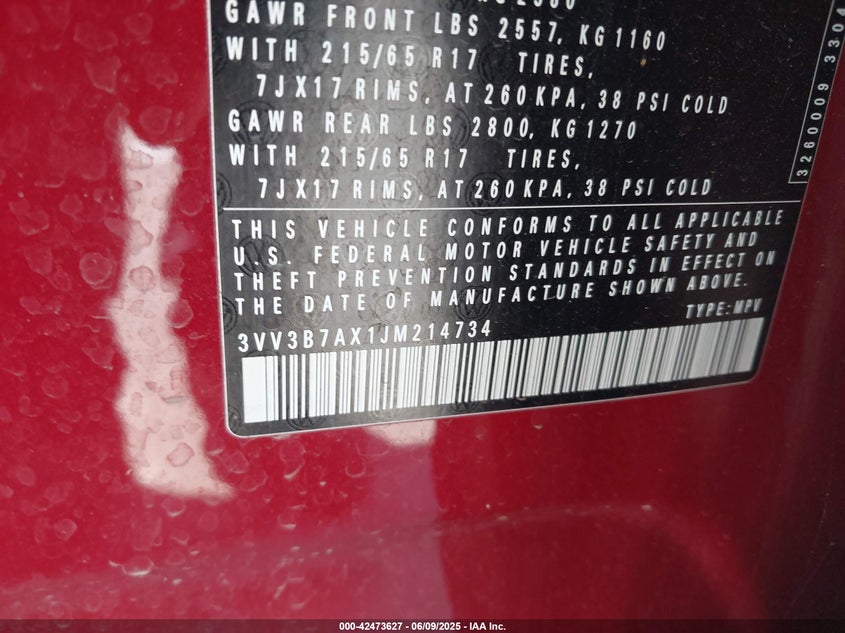 GAWR FRONT LBS 2557, KG 1160
WITH 215/65 R17 TIRES,
7JX17 RIMS, AT 260 KPA, 38 PSI COLD
GAWR REAR LBS 2800, KG 1270
WITH 215/65 R17 TIRES,
7JX17 RIMS, AT 260 KPA, 38 PSI COLD
THIS VEHICLE CONFORMS TO ALL APPLICABLE
U.S. FEDERAL MOTOR VEHICLE SAFETY AND
THEFT PREVENTION STANDARDS IN EFFECT ON
THE DATE OF MANUFACTURE SHOWN ABOVE.
TYPE:MPV
3VV3B7AX1JM214734
3260009 3304
000-42473627 - 06/09/2025 - IAA Inc.